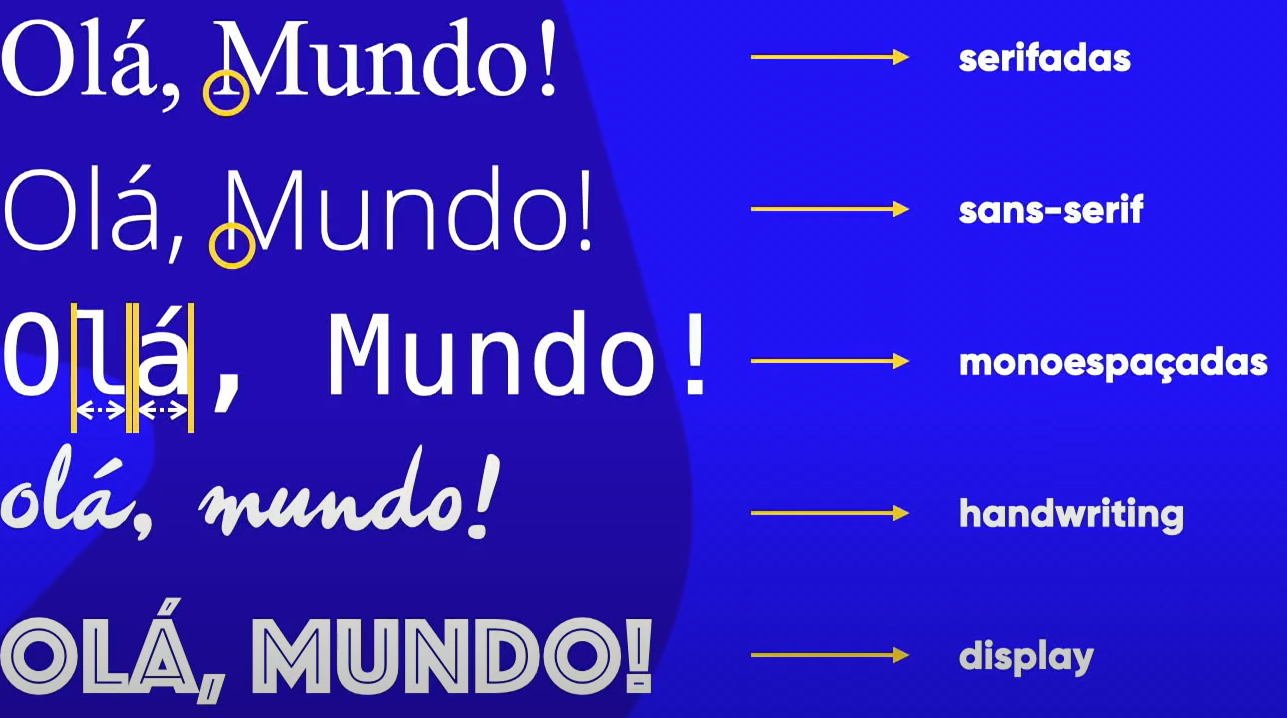 Olá, Mundo! serifadas
Olá, Mundo! sans-serif
Olá, Mundo! monoespaçadas
olá, mundo! handwriting
OLÁ, MUNDO! display